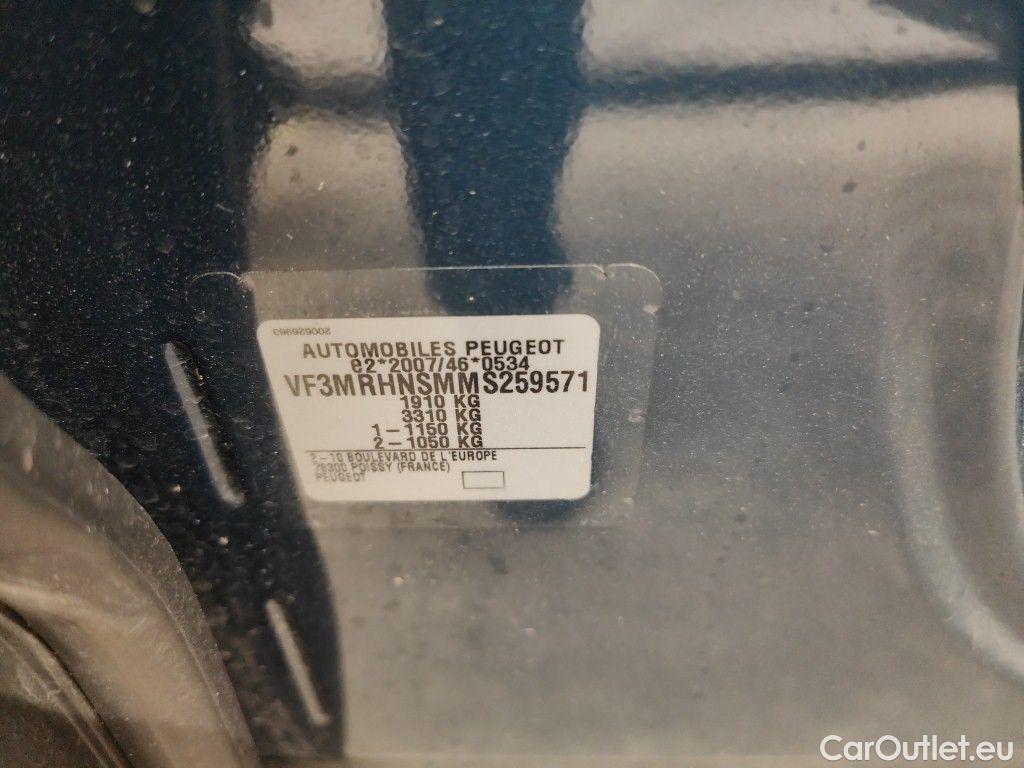 200626963
AUTOMOBILES PEUGEOT
e2*2007/46*0534
VF3MRHNSMMS259571
1910 KG
3310 KG
1-1150 KG
2-1050 KG
2-10 BOULEVARD DE L'EUROPE
78300 POISSY (FRANCE)
PEUGEOT
CarOutlet.eu